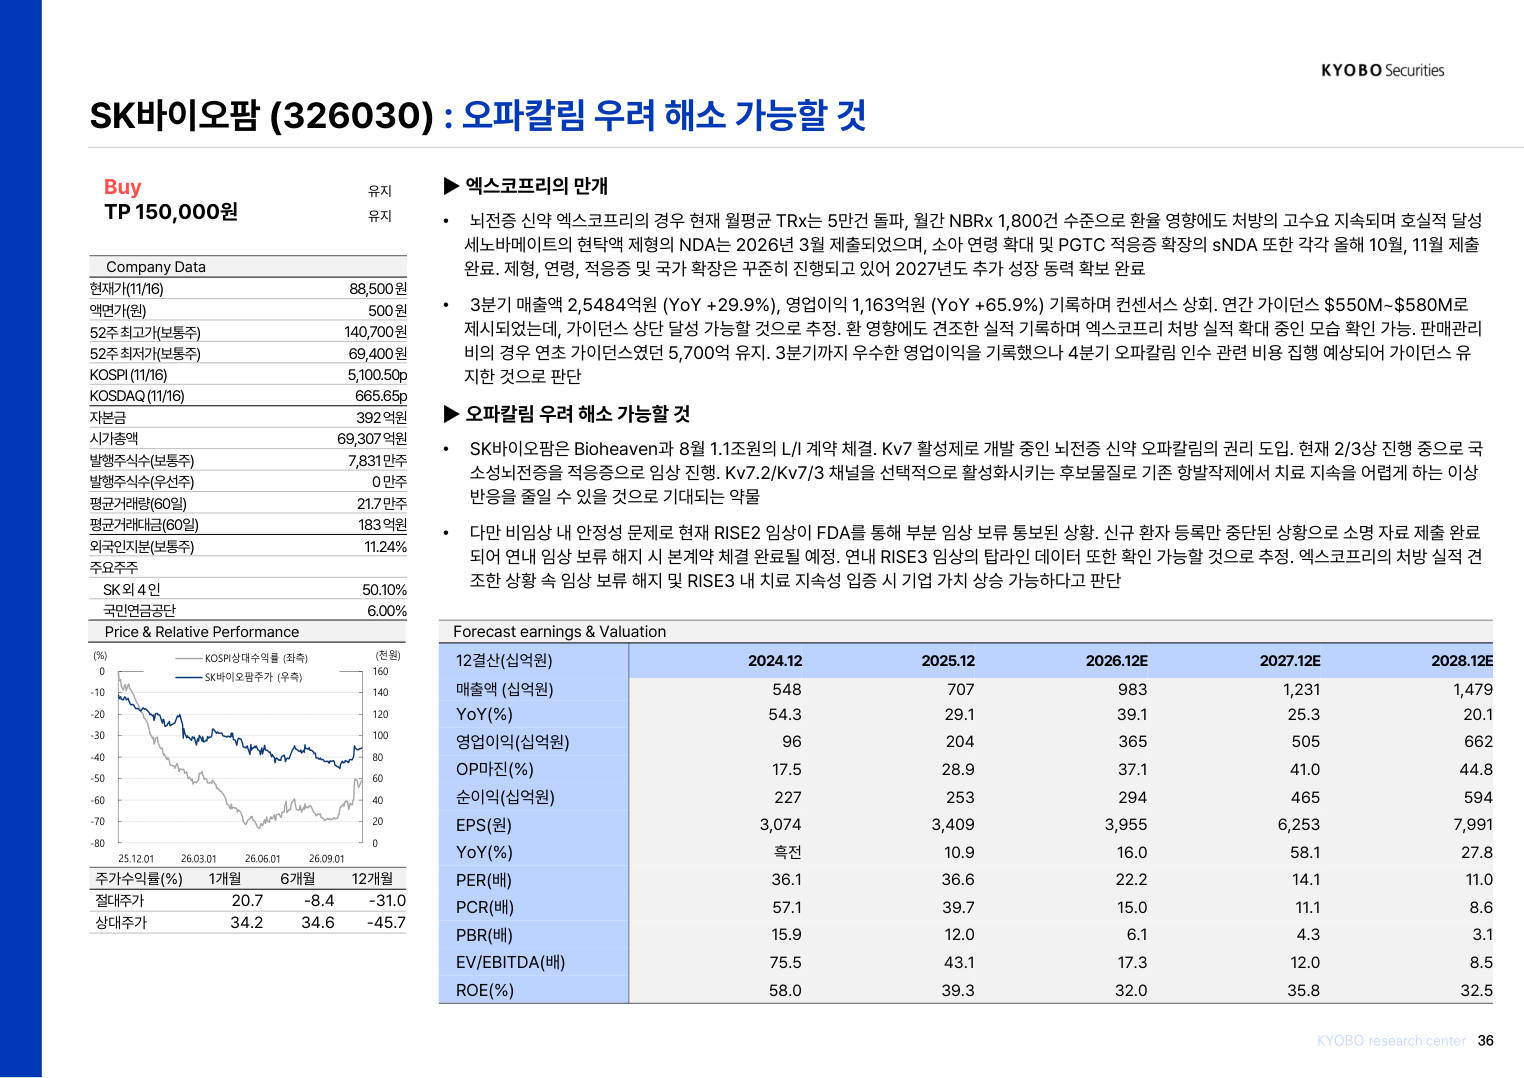 KYOBO Securities
SK바이오팜 (326030) : 오파칼림 우려 해소 가능할 것
Buy 유지
TP 150,000원 유지
Company Data
현재가(11/16) 88,500 원
액면가(원) 500 원
52주 최고가(보통주) 140,700 원
52주 최저가(보통주) 69,400 원
KOSPI (11/16) 5,100.50p
KOSDAQ (11/16) 665.65p
자본금 392 억원
시가총액 69,307 억원
발행주식수(보통주) 7,831 만주
발행주식수(우선주) 0 만주
평균거래량(60일) 21.7 만주
평균거래대금(60일) 183 억원
외국인지분(보통주) 11.24%
주요주주
SK 외 4 인 50.10%
국민연금공단 6.00%
Price & Relative Performance
(%) KOSPI상대수익률 (좌측) (천원)
SK바이오팜주가 (우측)
0 160
-10 140
-20 120
-30 100
-40 80
-50 60
-60 40
-70 20
-80 0
25.12.01 26.03.01 26.06.01 26.09.01
주가수익률(%) 1개월 6개월 12개월
절대주가 20.7 -8.4 -31.0
상대주가 34.2 34.6 -45.7
▶ 엑스코프리의 만개
• 뇌전증 신약 엑스코프리의 경우 현재 월평균 TRx는 5만건 돌파, 월간 NBRx 1,800건 수준으로 환율 영향에도 처방의 고수요 지속되며 호실적 달성
세노바메이트의 현탁액 제형의 NDA는 2026년 3월 제출되었으며, 소아 연령 확대 및 PGTC 적응증 확장의 sNDA 또한 각각 올해 10월, 11월 제출
완료. 제형, 연령, 적응증 및 국가 확장은 꾸준히 진행되고 있어 2027년도 추가 성장 동력 확보 완료
• 3분기 매출액 2,5484억원 (YoY +29.9%), 영업이익 1,163억원 (YoY +65.9%) 기록하며 컨센서스 상회. 연간 가이던스 $550M~$580M로
제시되었는데, 가이던스 상단 달성 가능할 것으로 추정. 환 영향에도 견조한 실적 기록하며 엑스코프리 처방 실적 확대 중인 모습 확인 가능. 판매관리
비의 경우 연초 가이던스였던 5,700억 유지. 3분기까지 우수한 영업이익을 기록했으나 4분기 오파칼림 인수 관련 비용 집행 예상되어 가이던스 유
지한 것으로 판단
▶ 오파칼림 우려 해소 가능할 것
• SK바이오팜은 Bioheaven과 8월 1.1조원의 L/I 계약 체결. Kv7 활성제로 개발 중인 뇌전증 신약 오파칼림의 권리 도입. 현재 2/3상 진행 중으로 국
소성뇌전증을 적응증으로 임상 진행. Kv7.2/Kv7/3 채널을 선택적으로 활성화시키는 후보물질로 기존 항발작제에서 치료 지속을 어렵게 하는 이상
반응을 줄일 수 있을 것으로 기대되는 약물
• 다만 비임상 내 안정성 문제로 현재 RISE2 임상이 FDA를 통해 부분 임상 보류 통보된 상황. 신규 환자 등록만 중단된 상황으로 소명 자료 제출 완료
되어 연내 임상 보류 해지 시 본계약 체결 완료될 예정. 연내 RISE3 임상의 탑라인 데이터 또한 확인 가능할 것으로 추정. 엑스코프리의 처방 실적 견
조한 상황 속 임상 보류 해지 및 RISE3 내 치료 지속성 입증 시 기업 가치 상승 가능하다고 판단
Forecast earnings & Valuation
12결산(십억원) 2024.12 2025.12 2026.12E 2027.12E 2028.12E
매출액 (십억원) 548 707 983 1,231 1,479
YoY(%) 54.3 29.1 39.1 25.3 20.1
영업이익(십억원) 96 204 365 505 662
OP마진(%) 17.5 28.9 37.1 41.0 44.8
순이익(십억원) 227 253 294 465 594
EPS(원) 3,074 3,409 3,955 6,253 7,991
YoY(%) 흑전 10.9 16.0 58.1 27.8
PER(배) 36.1 36.6 22.2 14.1 11.0
PCR(배) 57.1 39.7 15.0 11.1 8.6
PBR(배) 15.9 12.0 6.1 4.3 3.1
EV/EBITDA(배) 75.5 43.1 17.3 12.0 8.5
ROE(%) 58.0 39.3 32.0 35.8 32.5
KYOBO research center 36